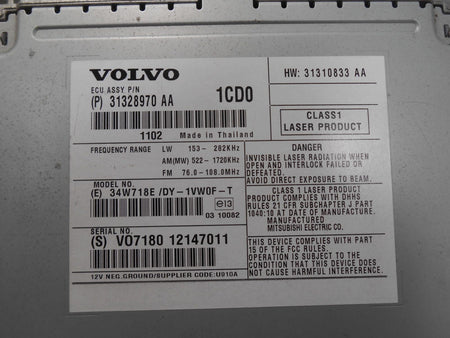 VOLVO
ECU ASSY P/N
(P) 31328970 AA 1CD0
1102 Made in Thailand
HW: 31310833 AA
CLASS1
LASER PRODUCT
FREQUENCY RANGE LW 153- 282KHz
AM(MW) 522-1720KHz
FM 76.0-108.0MHz
MODEL NO.
(E) 34W718E /DY-1VW0F-T
e13
03 10082
SERIAL NO.
(S) VO7180 12147011
12V NEG.GROUND/SUPPLIER CODE:U910A
DANGER
INVISIBLE LASER RADIATION WHEN
OPEN AND INTERLOCK FAILED OR
DEFEATED.
AVOID DIRECT EXPOSURE TO BEAM.
CLASS 1 LASER PRODUCT
PRODUCT COMPLIES WITH DHHS
RULES 21 CFR SUBCHAPTER J PART
1040:10 AT DATE OF MANUFACTURE.
MANUFACTURED
MITSUBISHI ELECTRIC CO.
THIS DEVICE COMPLIES WITH PART
15 OF THE FCC RULES.
OPERATION IS SUBJECT TO THE
CONDITION THAT THIS DEVICE DOES
NOT CAUSE HARMFUL INTERFERENCE.